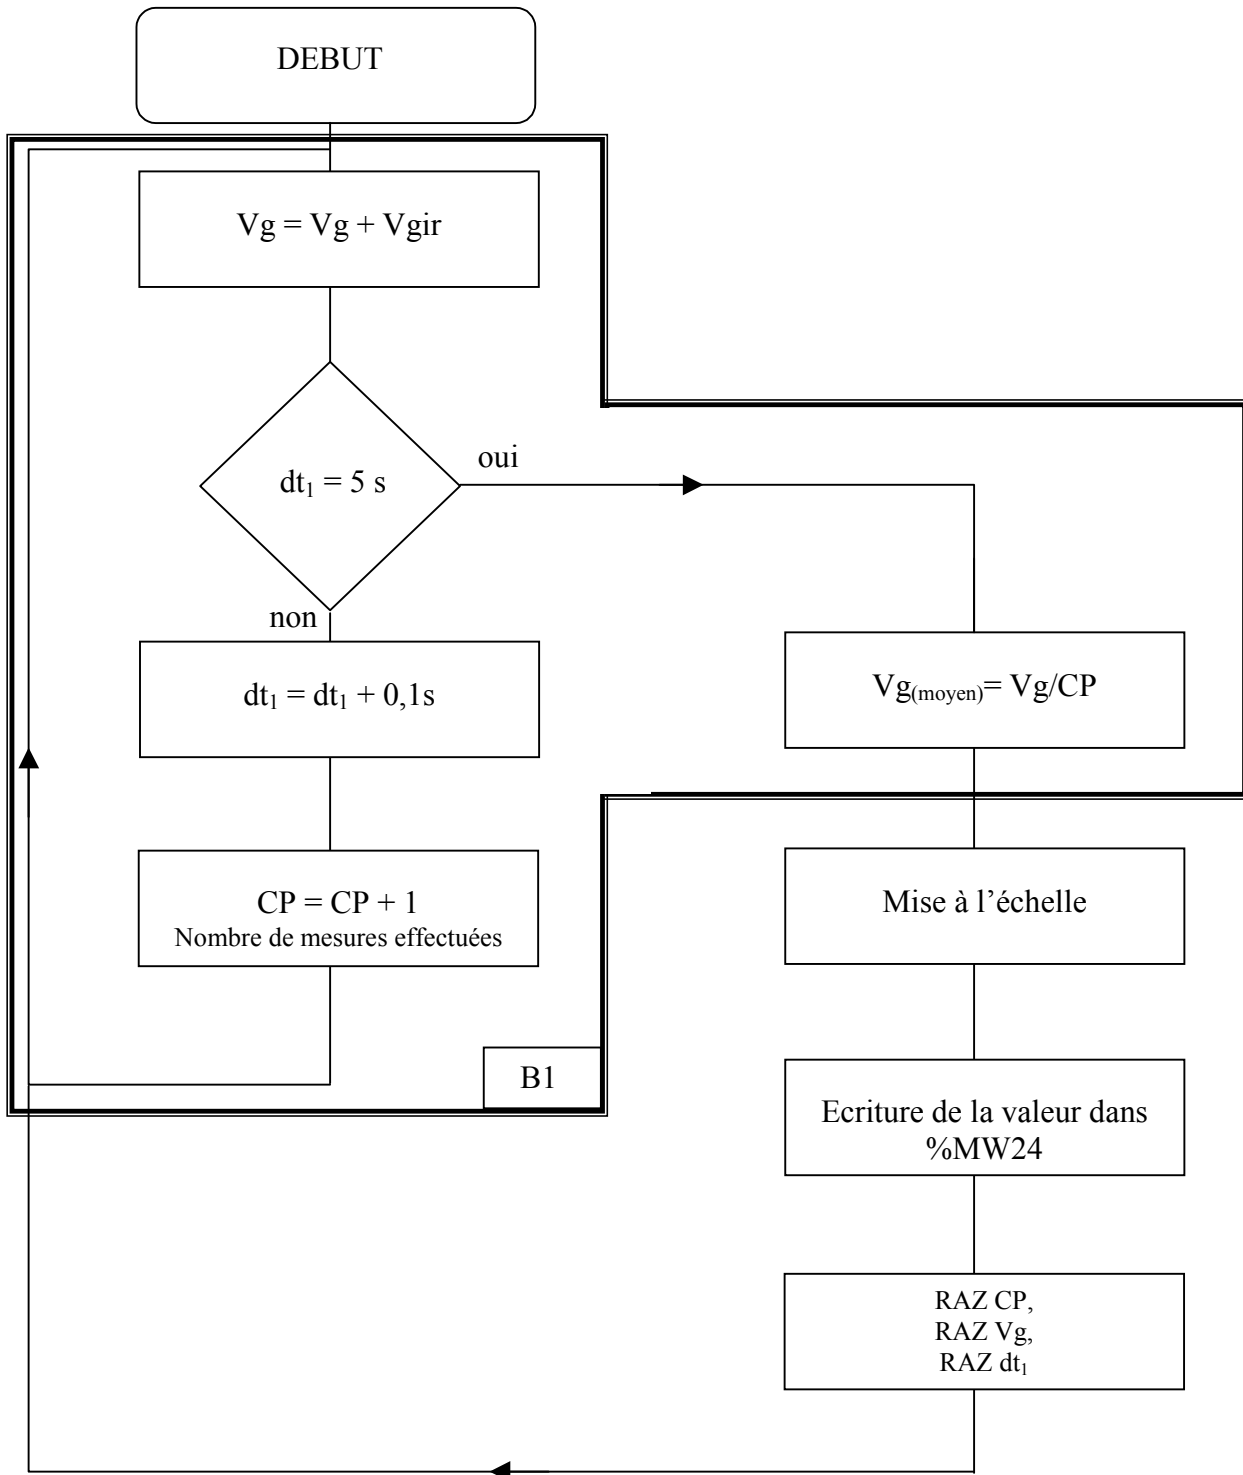 DEBUT
Vg = Vg + Vgir
dt₁ = 5 s
oui
non
dt₁ = dt₁ + 0,1s
Vg(moyen)= Vg/CP
CP = CP + 1
Nombre de mesures effectuées
Mise à l’échelle
B1
Ecriture de la valeur dans
%MW24
RAZ CP,
RAZ Vg,
RAZ dt₁